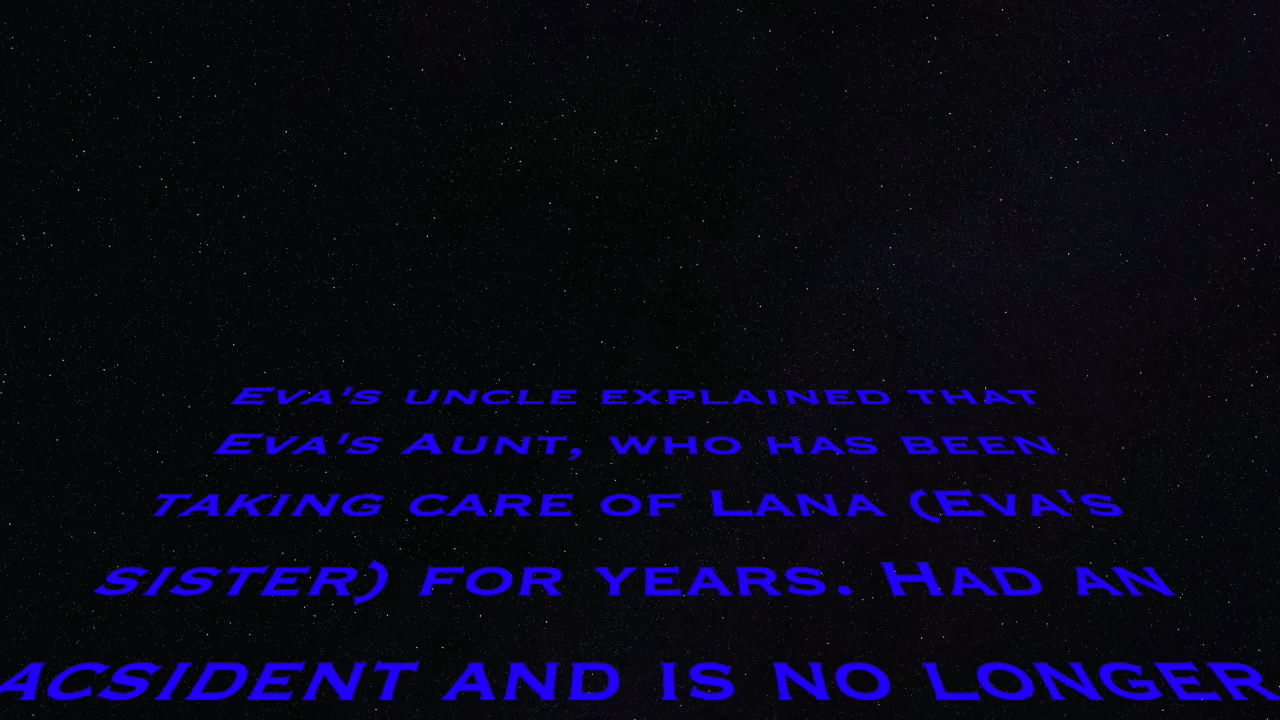 Eva's uncle explained that
Eva's Aunt, who has been
taking care of Lana (Eva's
sister) for years. Had an
acsident and is no longer